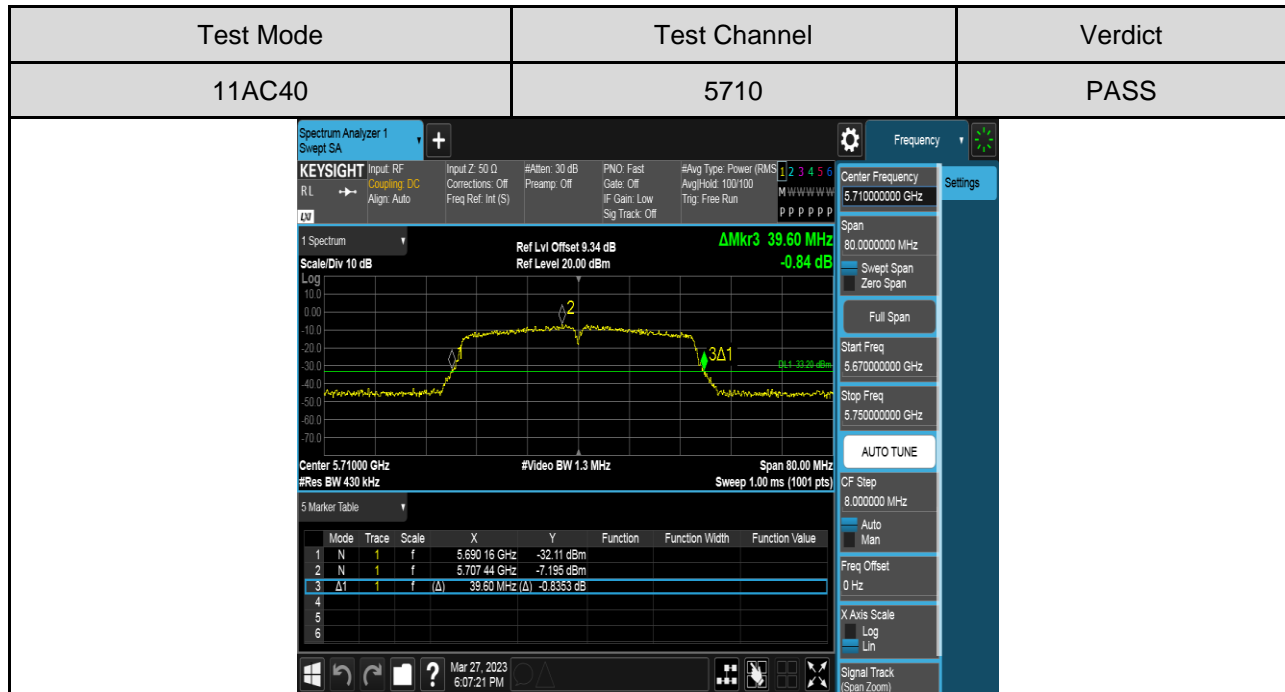 Test Mode Test Channel Verdict
11AC40 5710 PASS
Spectrum Analyzer 1
Swept SA
+
Frequency
KEYSIGHT Input: RF Input Z: 50 Ω #Atten: 30 dB PNO: Fast #Avg Type: Power (RMS 1 2 3 4 5 6
RL Coupling: DC Corrections: Off Preamp: Off Gate: Off Avg|Hold: 100/100 M W W W W W
Align: Auto Freq Ref: Int (S) IF Gain: Low Trig: Free Run
LXI Sig Track: Off P P P P P P
1 Spectrum Ref Lvl Offset 9.34 dB ΔMkr3 39.60 MHz
Scale/Div 10 dB Ref Level 20.00 dBm -0.84 dB
Log
10.0
0.00
-10.0
-20.0
-30.0
-40.0
-50.0
-60.0
-70.0
2
3Δ1
DL1 -33.20 dBm
Center 5.71000 GHz #Video BW 1.3 MHz Span 80.00 MHz
#Res BW 430 kHz Sweep 1.00 ms (1001 pts)
5 Marker Table
Mode Trace Scale X Y Function Function Width Function Value
1 N 1 f 5.690 16 GHz -32.11 dBm
2 N 1 f 5.707 44 GHz -7.195 dBm
3 Δ1 1 f (Δ) 39.60 MHz (Δ) -0.8353 dB
4
5
6
?
Mar 27, 2023
6:07:21 PM
Center Frequency
5.710000000 GHz
Settings
Span
80.0000000 MHz
Swept Span
Zero Span
Full Span
Start Freq
5.670000000 GHz
Stop Freq
5.750000000 GHz
AUTO TUNE
CF Step
8.000000 MHz
Auto
Man
Freq Offset
0 Hz
X Axis Scale
Log
Lin
Signal Track
(Span Zoom)